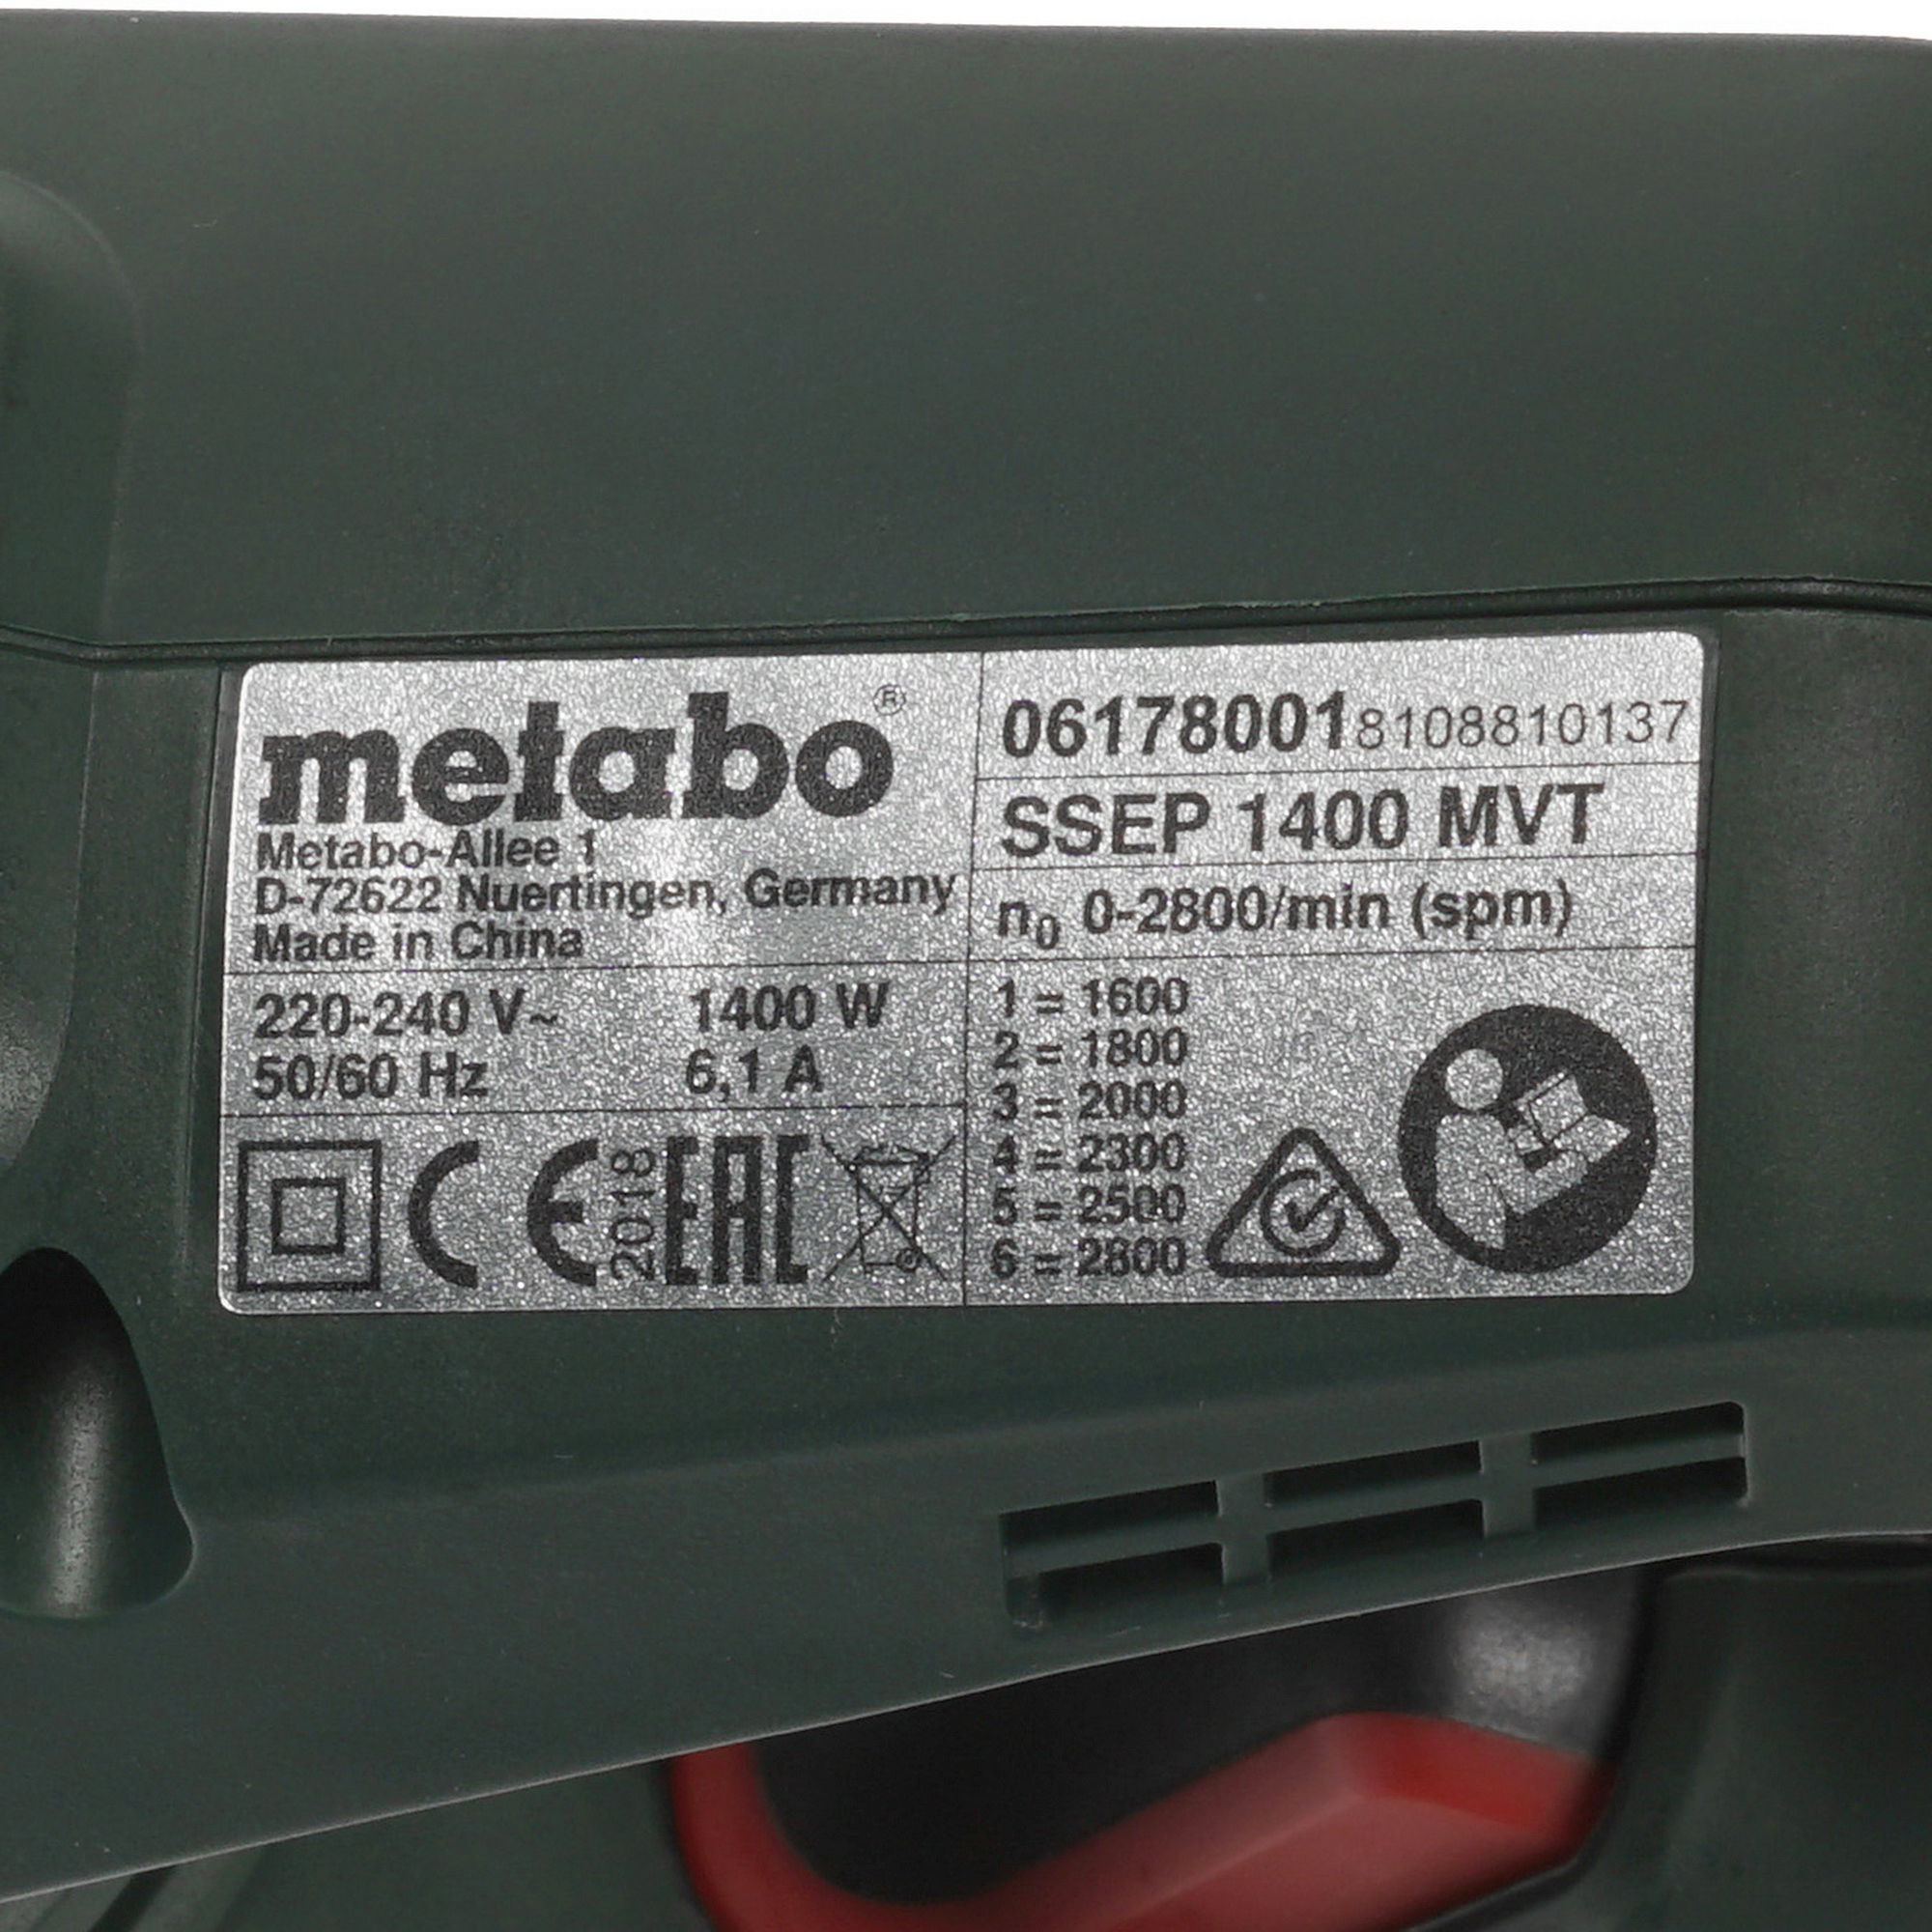 metabo®
Metabo-Allee 1
D-72622 Nuertingen, Germany
Made in China
220-240 V~ 1400 W
50/60 Hz 6,1 A
CE 2018 EAC
06178001 8108810137
SSEP 1400 MVT
n₀ 0-2800/min (spm)
1 = 1600
2 = 1800
3 = 2000
4 = 2300
5 = 2500
6 = 2800